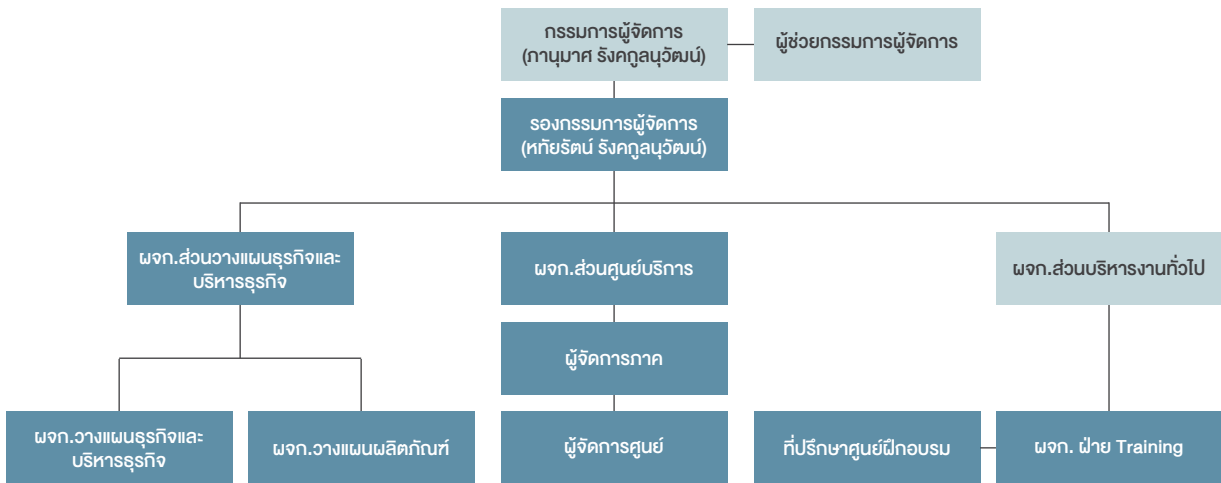 กรรมการผู้จัดการ
(ภานุมาศ รังคกูลนุวัฒน์)
ผู้ช่วยกรรมการผู้จัดการ
รองกรรมการผู้จัดการ
(หทัยรัตน์ รังคกูลนุวัฒน์)
ผจก.ส่วนวางแผนธุรกิจและ
บริหารธุรกิจ
ผจก.ส่วนศูนย์บริการ
ผจก.ส่วนบริหารงานทั่วไป
ผู้จัดการภาค
ผจก.วางแผนธุรกิจและ
บริหารธุรกิจ
ผจก.วางแผนผลิตภัณฑ์
ผู้จัดการศูนย์
ที่ปรึกษาศูนย์ฝึกอบรม
ผจก. ฝ่าย Training